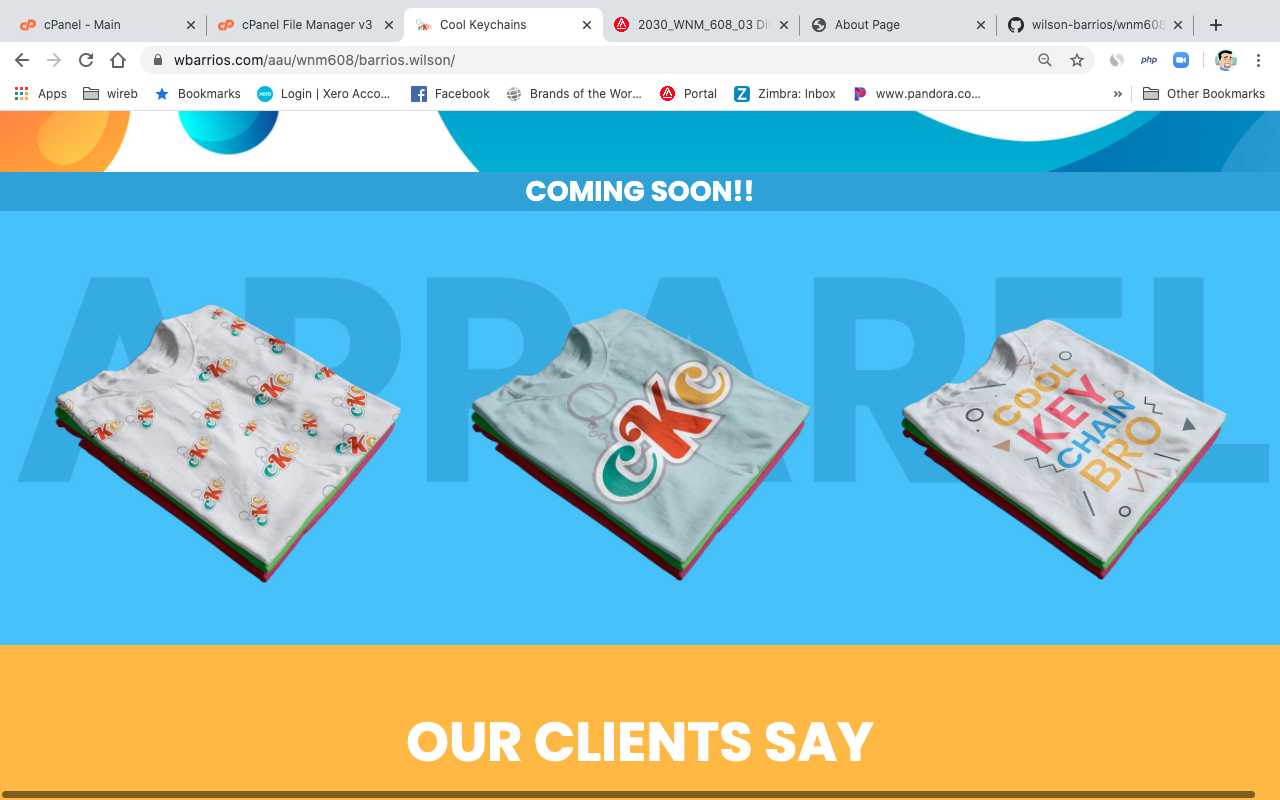 cPanel - Main
cPanel File Manager v3
Cool Keychains
2030_WNM_608_03 Di
About Page
wilson-barrios/wnm608
wbarrios.com/aau/wnm608/barrios.wilson/
php
Apps
wireb
Bookmarks
Login | Xero Acco...
Facebook
Brands of the Wor...
Portal
Zimbra: Inbox
www.pandora.co...
»
Other Bookmarks
COMING SOON!!
APPAREL
cKc
cKc
COOL
KEY
CHAIN
BRO
OUR CLIENTS SAY